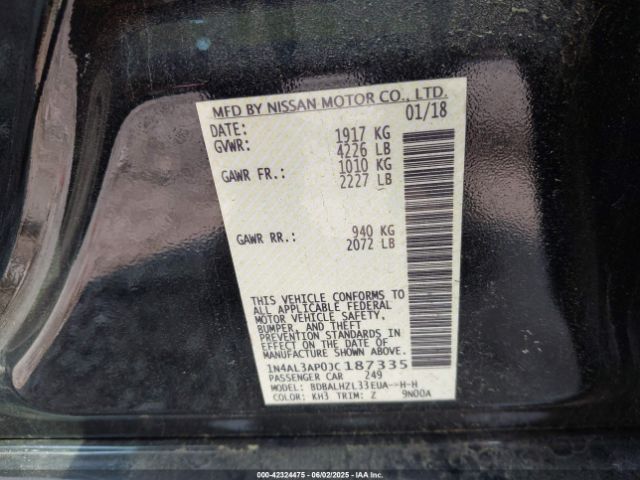 MFD BY NISSAN MOTOR CO., LTD.
DATE: 01/18
GVWR: 1917 KG
4226 LB
GAWR FR.: 1010 KG
2227 LB
GAWR RR.: 940 KG
2072 LB
THIS VEHICLE CONFORMS TO
ALL APPLICABLE FEDERAL
MOTOR VEHICLE SAFETY,
BUMPER, AND THEFT
PREVENTION STANDARDS IN
EFFECT ON THE DATE OF
MANUFACTURE SHOWN ABOVE.
1N4AL3AP0JC187335
PASSENGER CAR 249
MODEL: BDBALHZL33EUA--H-H
COLOR: KH3 TRIM: Z 9N00A
000-42324475 - 06/02/2025 - IAA Inc.